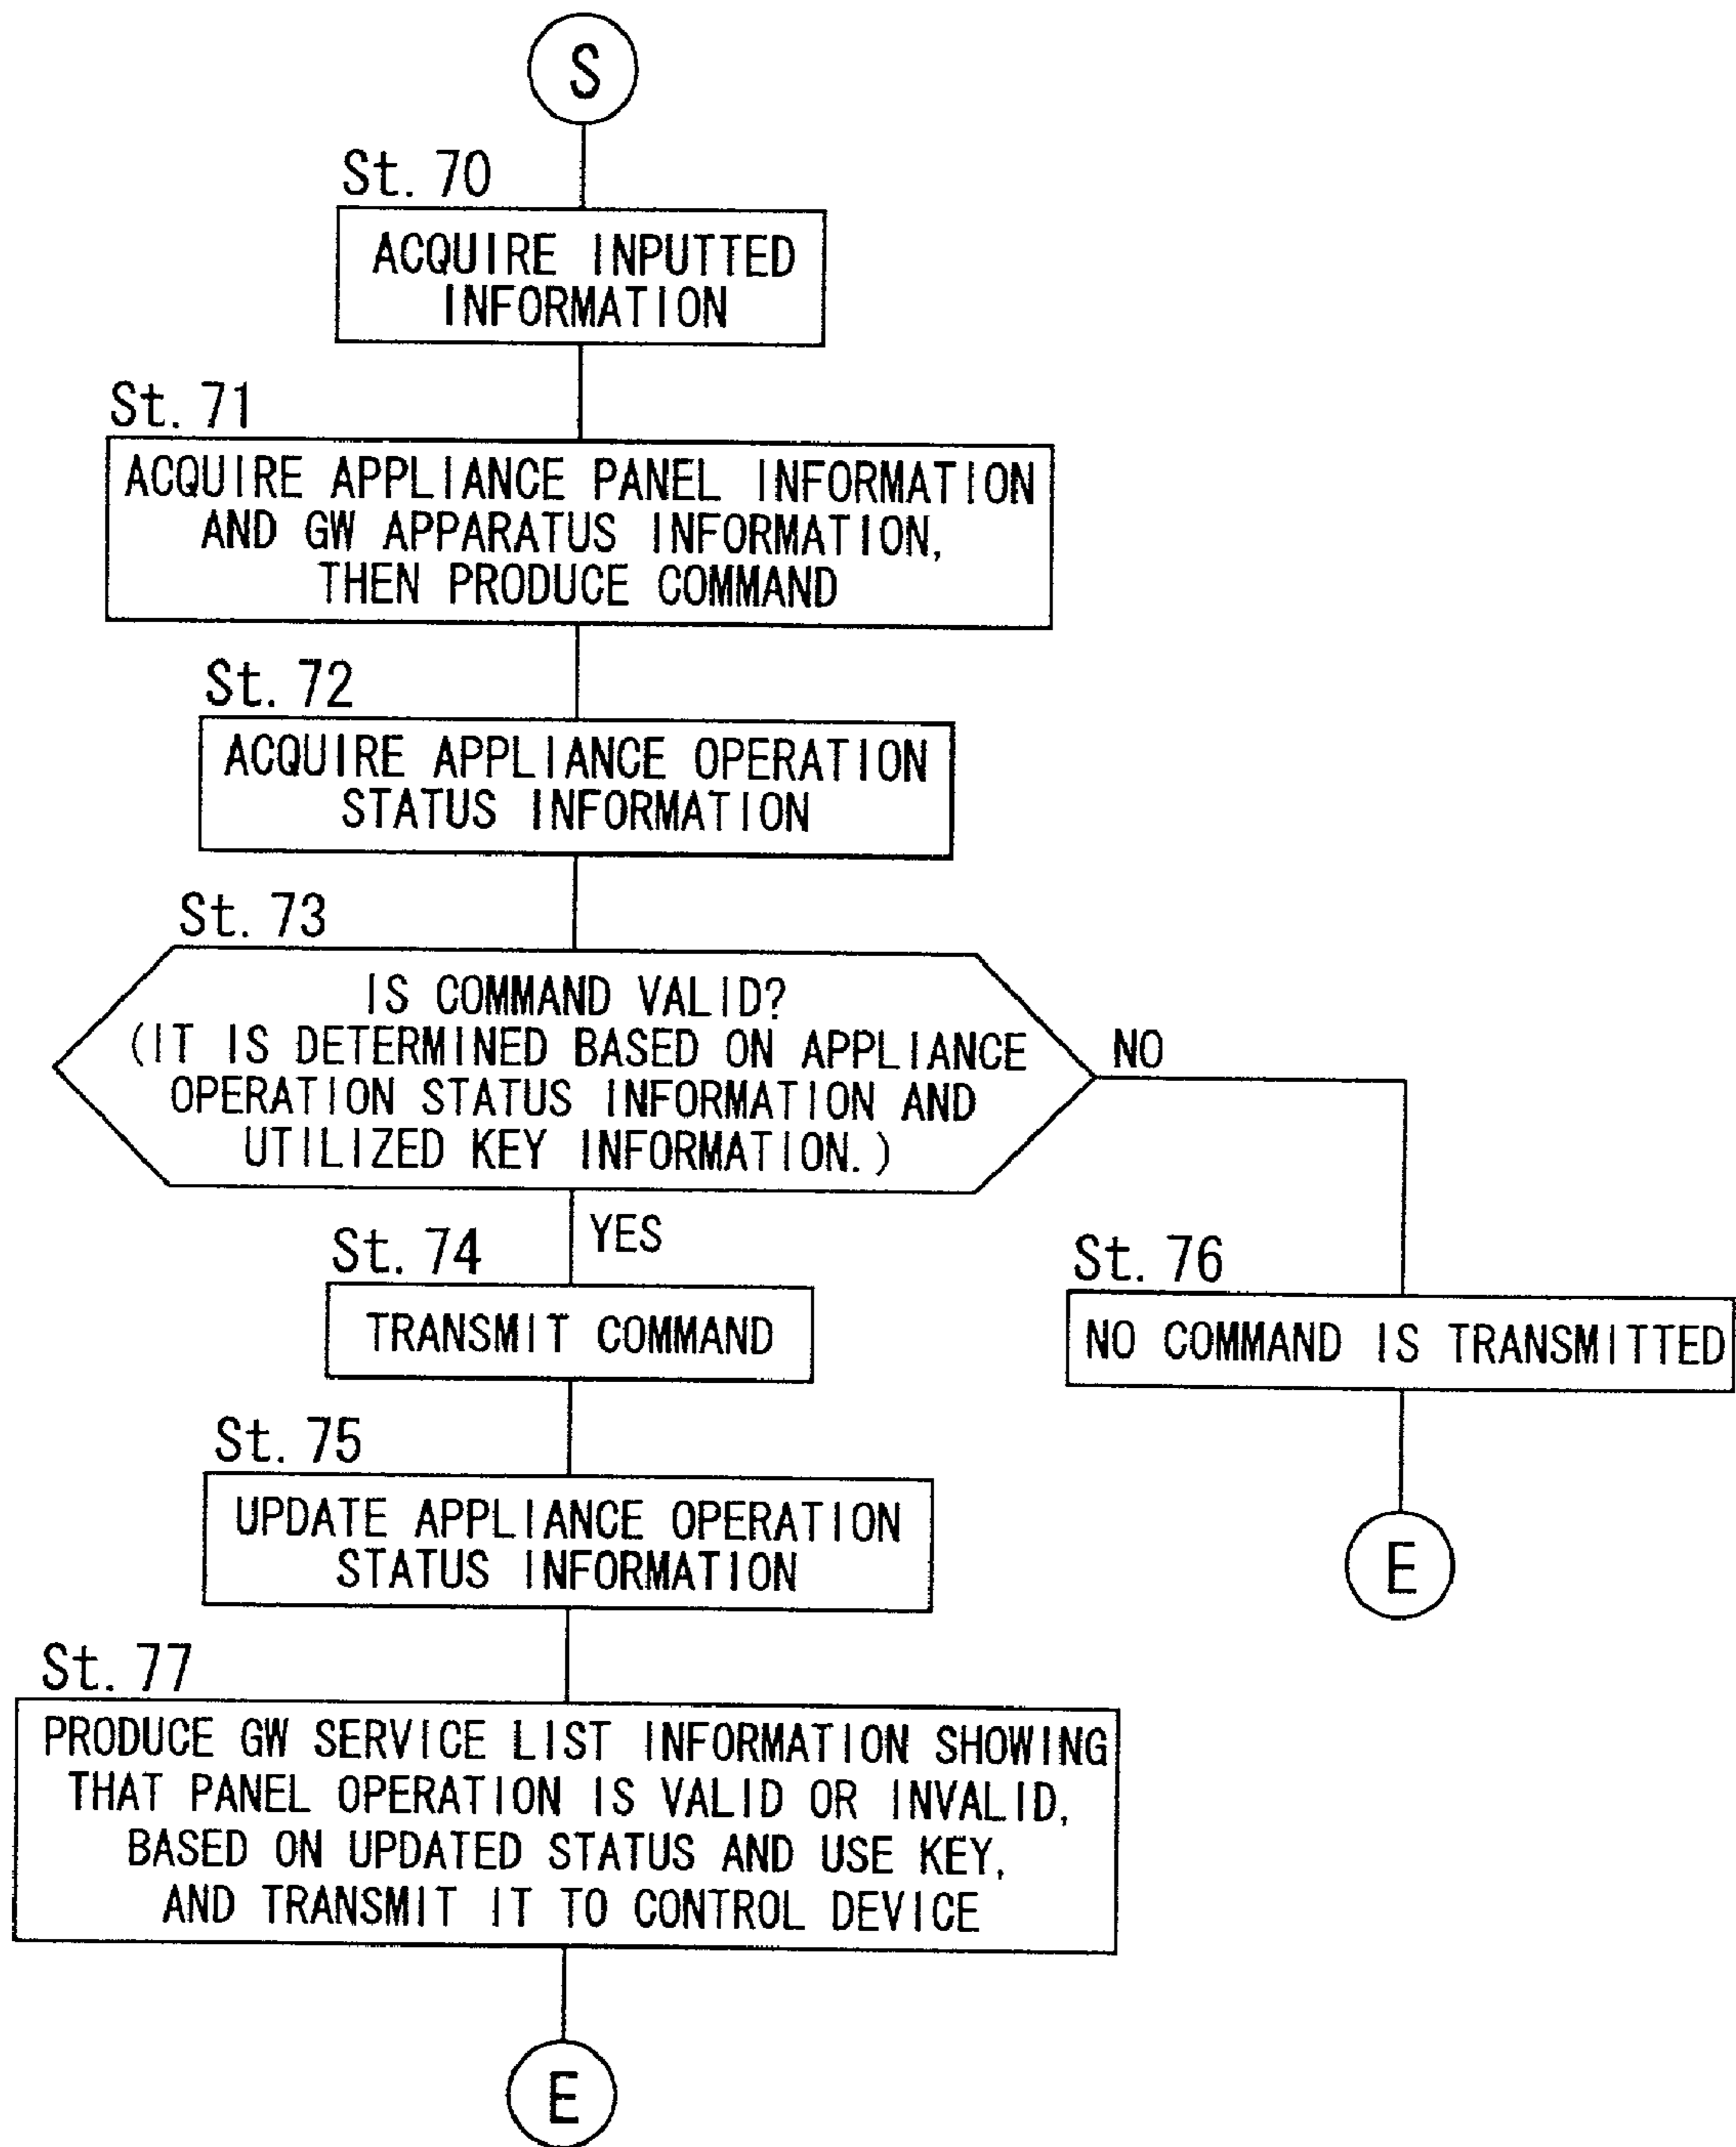 S
St. 70
ACQUIRE INPUTTED
INFORMATION
St. 71
ACQUIRE APPLIANCE PANEL INFORMATION
AND GW APPARATUS INFORMATION,
THEN PRODUCE COMMAND
St. 72
ACQUIRE APPLIANCE OPERATION
STATUS INFORMATION
St. 73
IS COMMAND VALID?
(IT IS DETERMINED BASED ON APPLIANCE
OPERATION STATUS INFORMATION AND
UTILIZED KEY INFORMATION.)
NO
YES
St. 74
TRANSMIT COMMAND
St. 76
NO COMMAND IS TRANSMITTED
St. 75
UPDATE APPLIANCE OPERATION
STATUS INFORMATION
E
St. 77
PRODUCE GW SERVICE LIST INFORMATION SHOWING
THAT PANEL OPERATION IS VALID OR INVALID,
BASED ON UPDATED STATUS AND USE KEY,
AND TRANSMIT IT TO CONTROL DEVICE
E